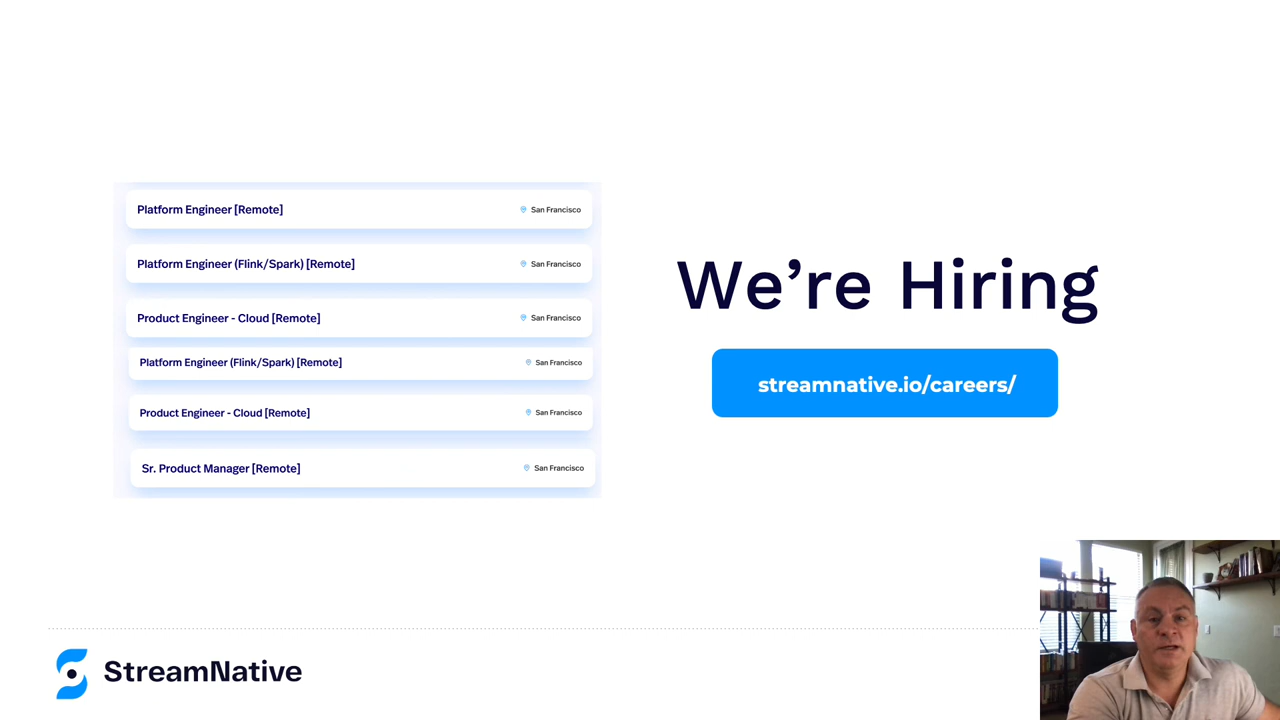 Platform Engineer [Remote] San Francisco
Platform Engineer (Flink/Spark) [Remote] San Francisco
Product Engineer - Cloud [Remote] San Francisco
Platform Engineer (Flink/Spark) [Remote] San Francisco
Product Engineer - Cloud [Remote] San Francisco
Sr. Product Manager [Remote] San Francisco
We’re Hiring
streamnative.io/careers/
StreamNative